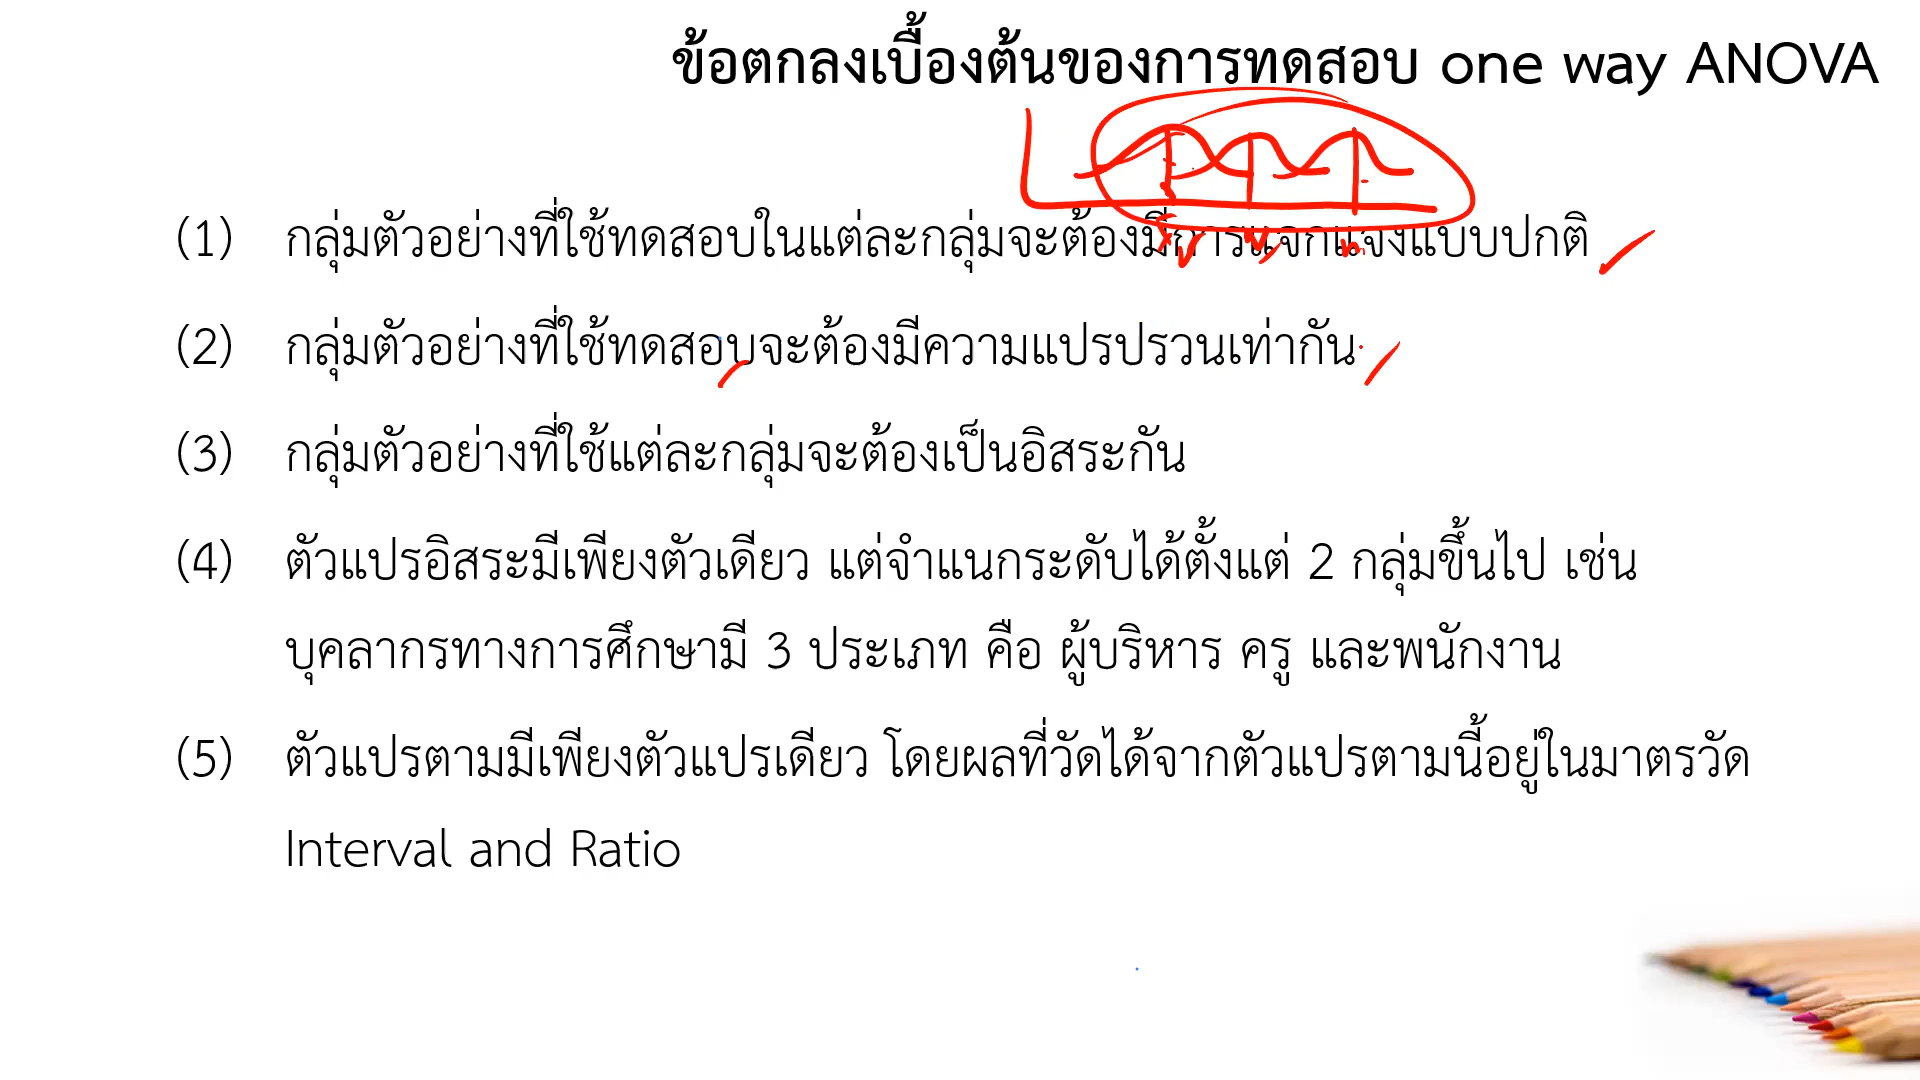 ข้อตกลงเบื้องต้นของการทดสอบ one way ANOVA
(1) กลุ่มตัวอย่างที่ใช้ทดสอบในแต่ละกลุ่มจะต้องมีการแจกแจงแบบปกติ
(2) กลุ่มตัวอย่างที่ใช้ทดสอบจะต้องมีความแปรปรวนเท่ากัน
(3) กลุ่มตัวอย่างที่ใช้แต่ละกลุ่มจะต้องเป็นอิสระกัน
(4) ตัวแปรอิสระมีเพียงตัวเดียว แต่จำแนกระดับได้ตั้งแต่ 2 กลุ่มขึ้นไป เช่น
บุคลากรทางการศึกษามี 3 ประเภท คือ ผู้บริหาร ครู และพนักงาน
(5) ตัวแปรตามมีเพียงตัวแปรเดียว โดยผลที่วัดได้จากตัวแปรตามนี้อยู่ในมาตรวัด
Interval and Ratio